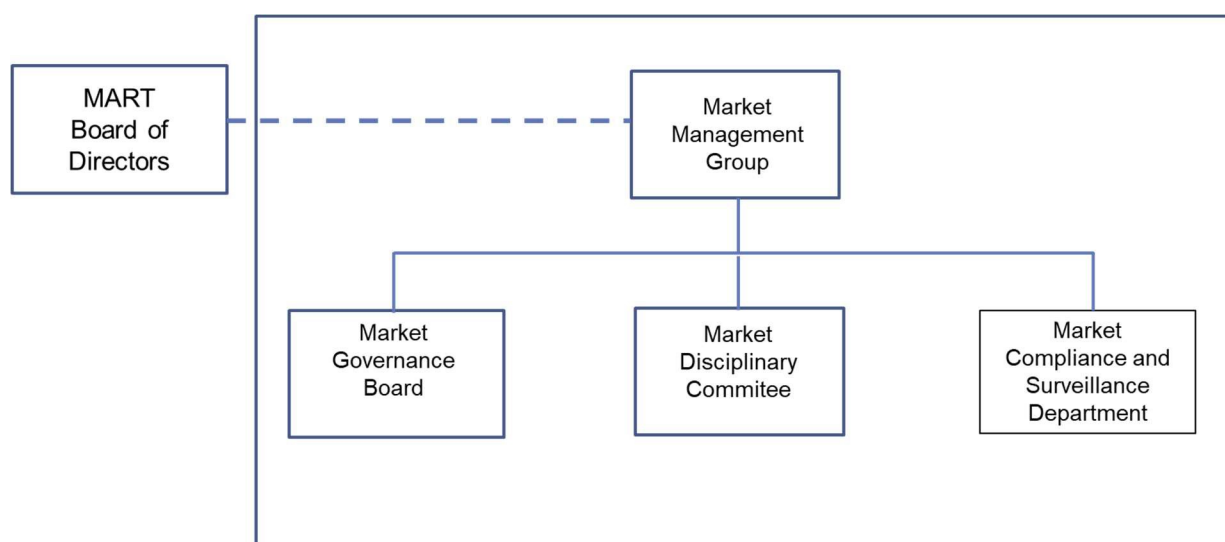 MART
Board of
Directors
Market
Management
Group
Market
Governance
Board
Market
Disciplinary
Commitee
Market
Compliance and
Surveillance
Department